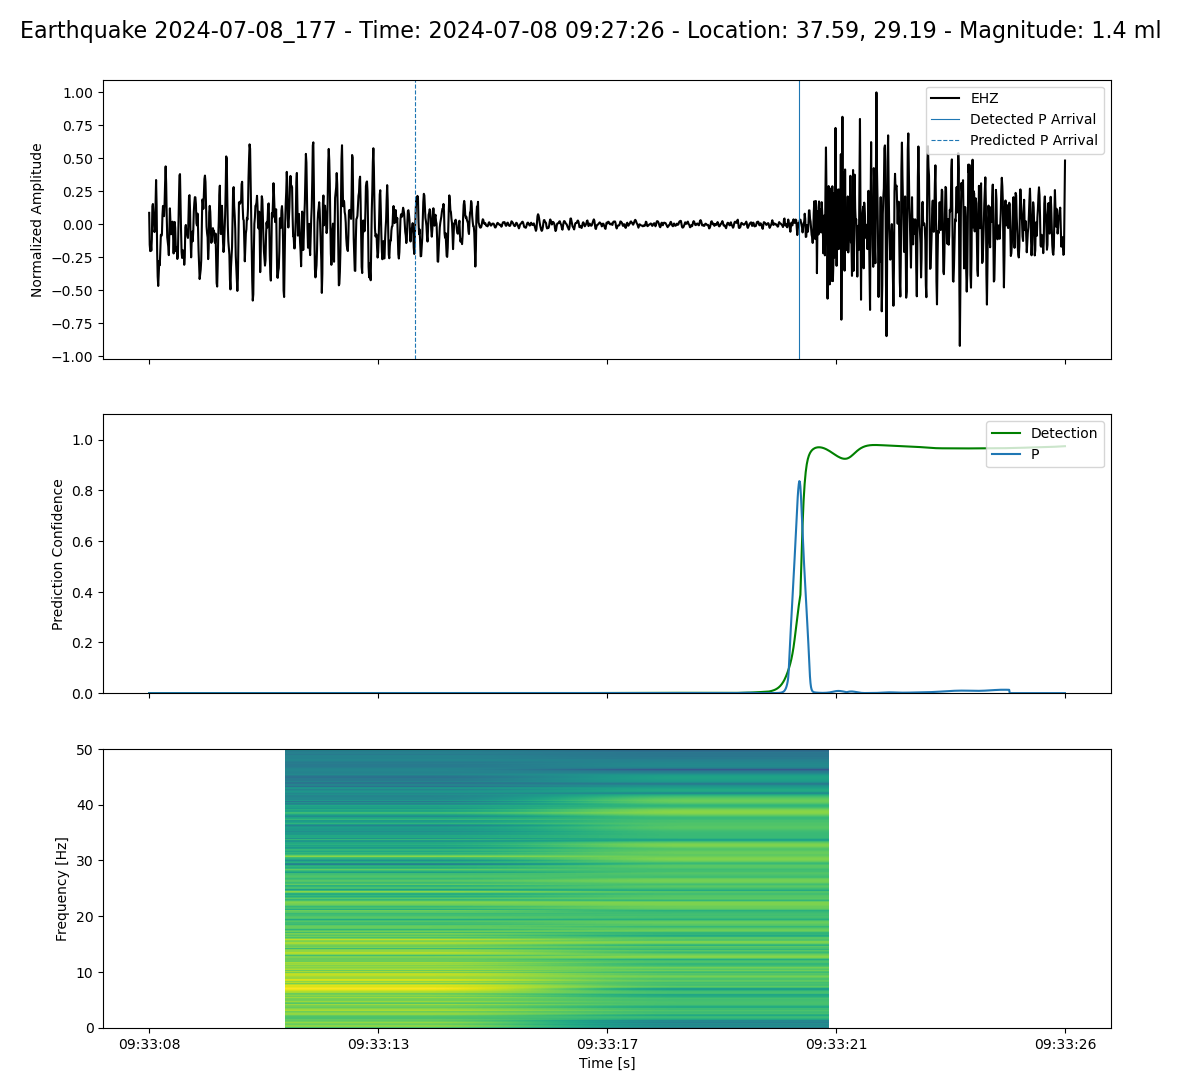 Earthquake 2024-07-08_177 - Time: 2024-07-08 09:27:26 - Location: 37.59, 29.19 - Magnitude: 1.4 ml
Normalized Amplitude
1.00
0.75
0.50
0.25
0.00
−0.25
−0.50
−0.75
−1.00
EHZ
Detected P Arrival
Predicted P Arrival
Prediction Confidence
1.0
0.8
0.6
0.4
0.2
0.0
Detection
P
Frequency [Hz]
50
40
30
20
10
0
09:33:08 09:33:13 09:33:17 09:33:21 09:33:26
Time [s]